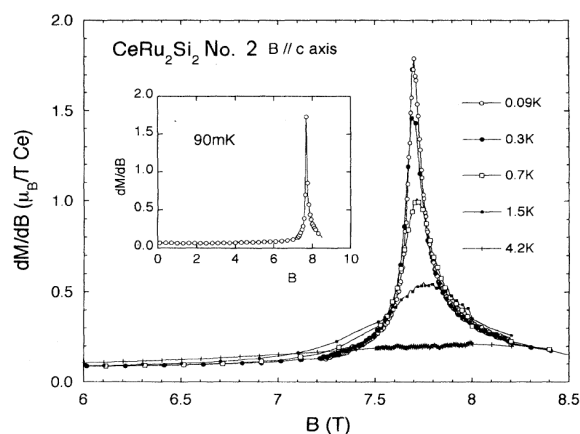 CeRu2Si2 No. 2 B // c axis
2.0
1.5
1.0
0.5
0.0
dM/dB (μB/T Ce)
6
6.5
7
7.5
8
8.5
B (T)
0.09K
0.3K
0.7K
1.5K
4.2K
90mK
2.0
1.5
1.0
0.5
0.0
dM/dB
0
2
4
6
8
10
B